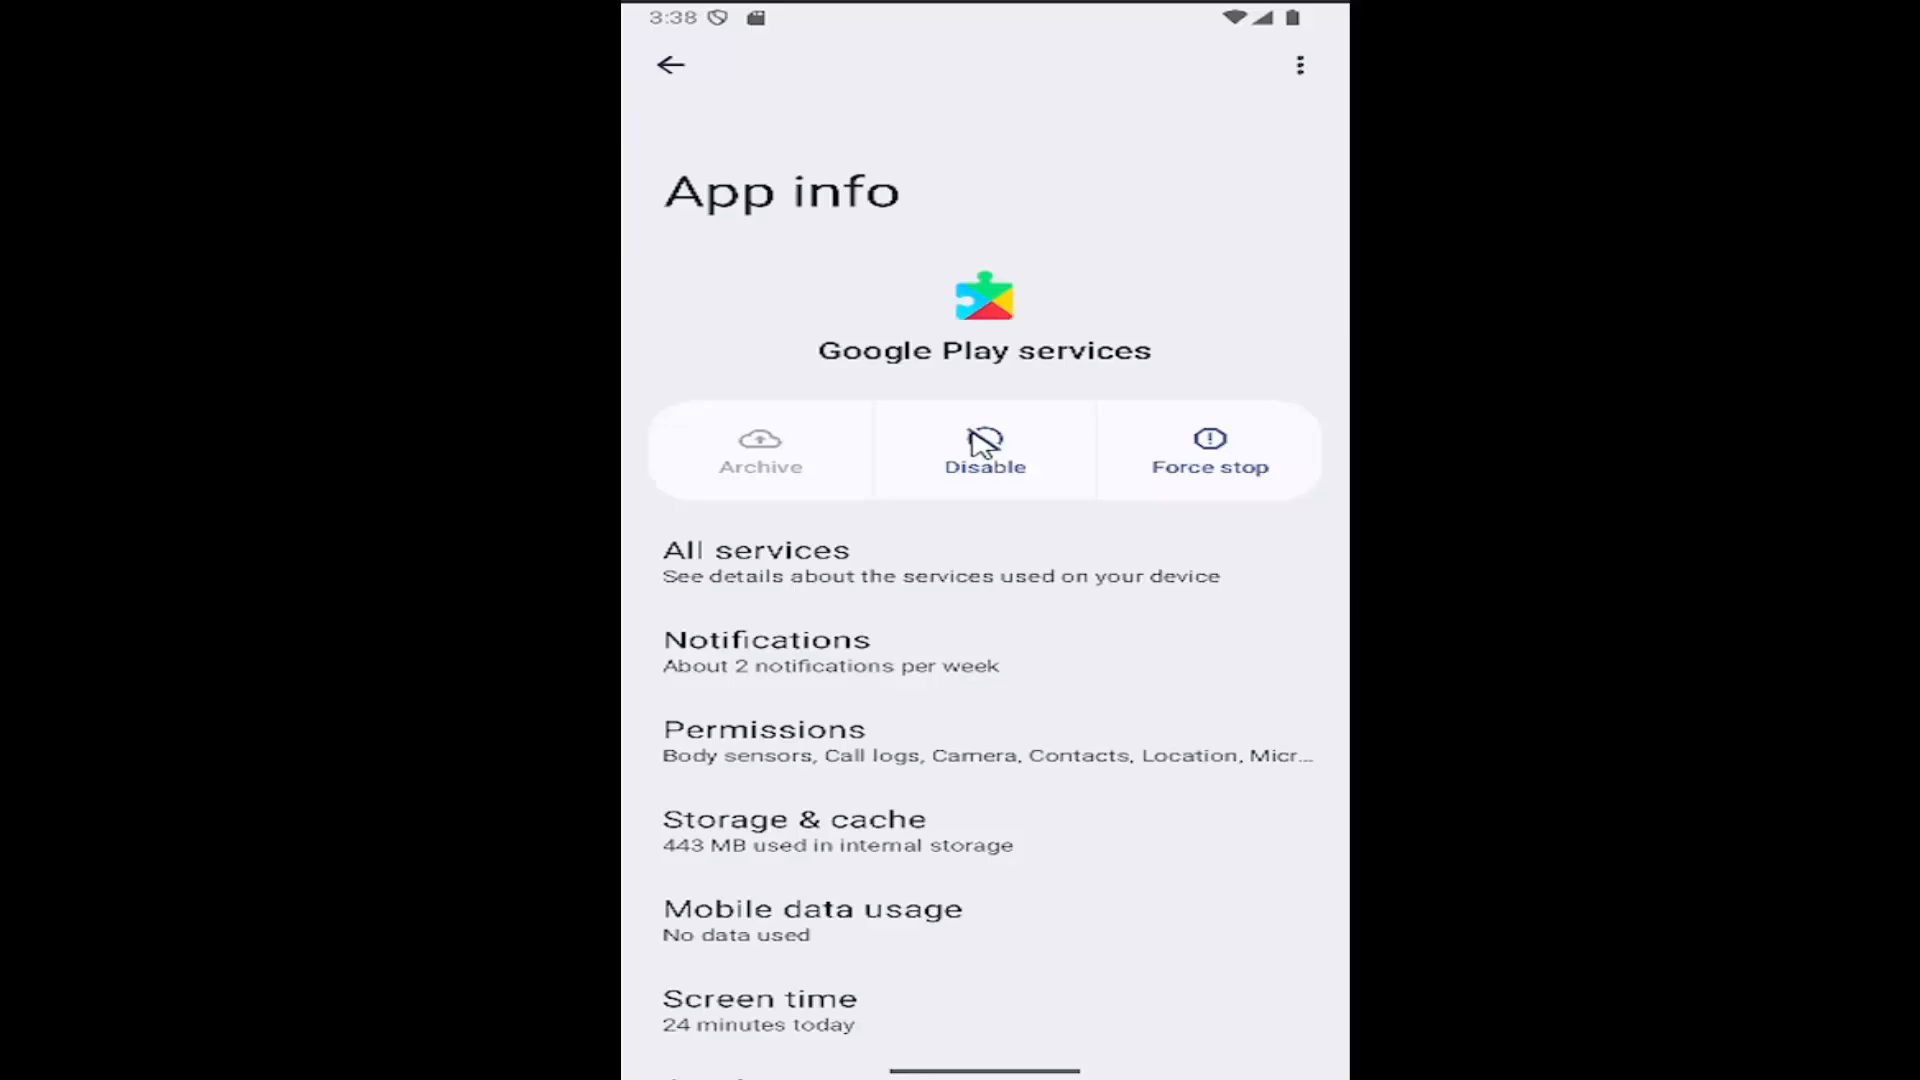 3:38
App info
Google Play services
Archive
Disable
Force stop
All services
See details about the services used on your device
Notifications
About 2 notifications per week
Permissions
Body sensors, Call logs, Camera, Contacts, Location, Micr...
Storage & cache
443 MB used in internal storage
Mobile data usage
No data used
Screen time
24 minutes today